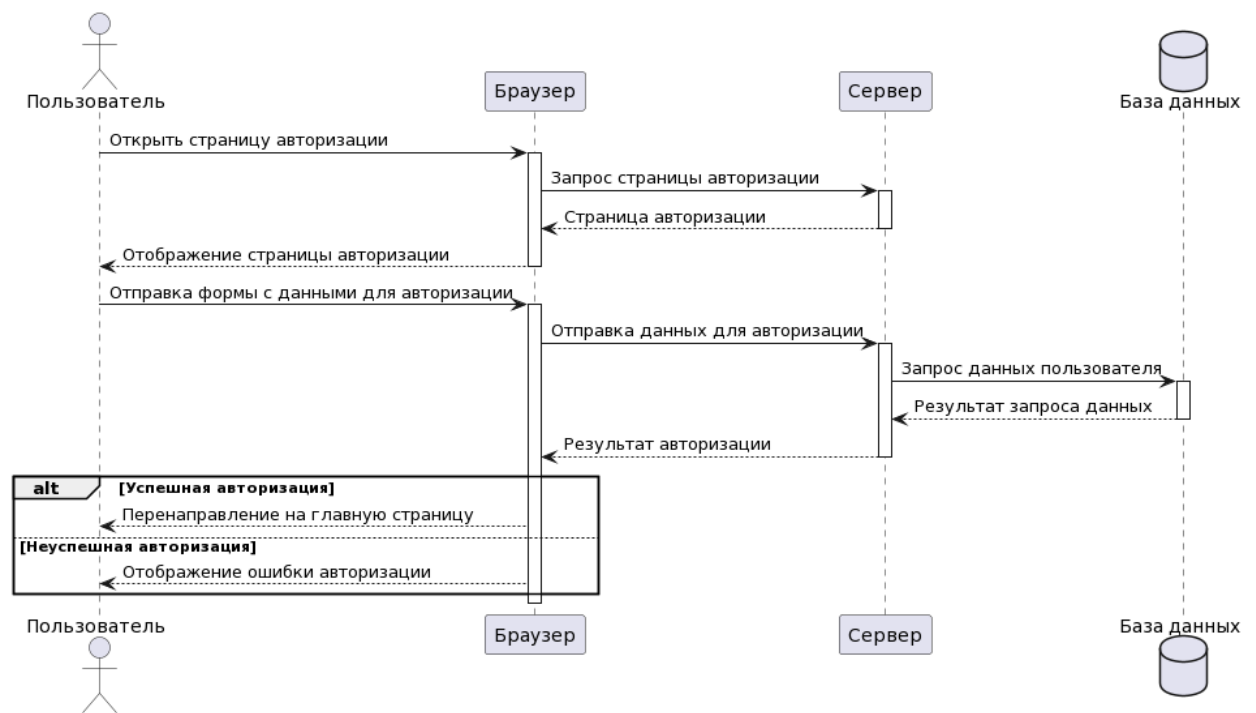 Пользователь
Браузер
Сервер
База данных
Открыть страницу авторизации
Запрос страницы авторизации
Страница авторизации
Отображение страницы авторизации
Отправка формы с данными для авторизации
Отправка данных для авторизации
Запрос данных пользователя
Результат запроса данных
Результат авторизации
alt [Успешная авторизация]
Перенаправление на главную страницу
[Неуспешная авторизация]
Отображение ошибки авторизации
Пользователь
Браузер
Сервер
База данных